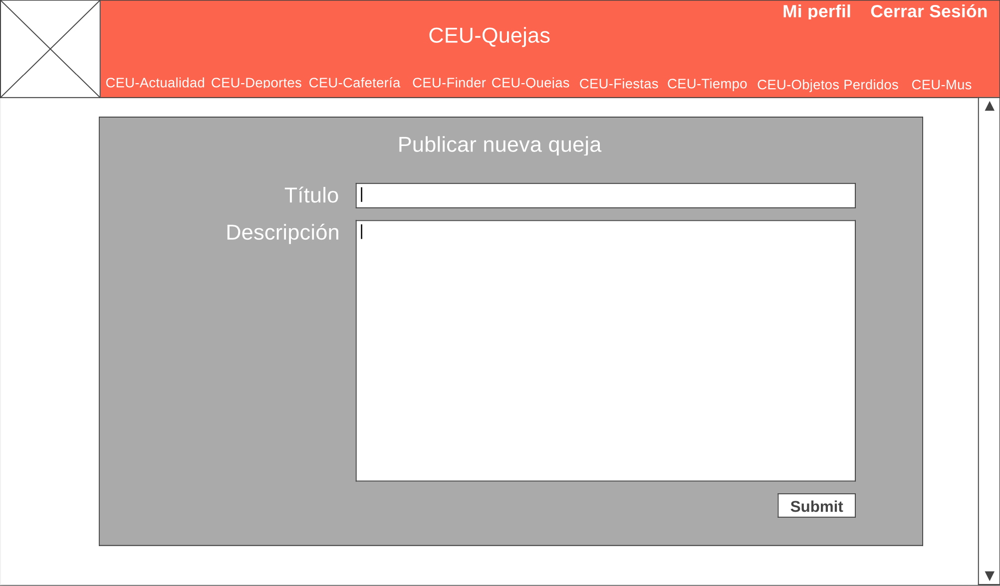 Mi perfil Cerrar Sesión
CEU-Quejas
CEU-Actualidad CEU-Deportes CEU-Cafetería CEU-Finder CEU-Quejas CEU-Fiestas CEU-Tiempo CEU-Objetos Perdidos CEU-Mus
Publicar nueva queja
Título
Descripción
Submit